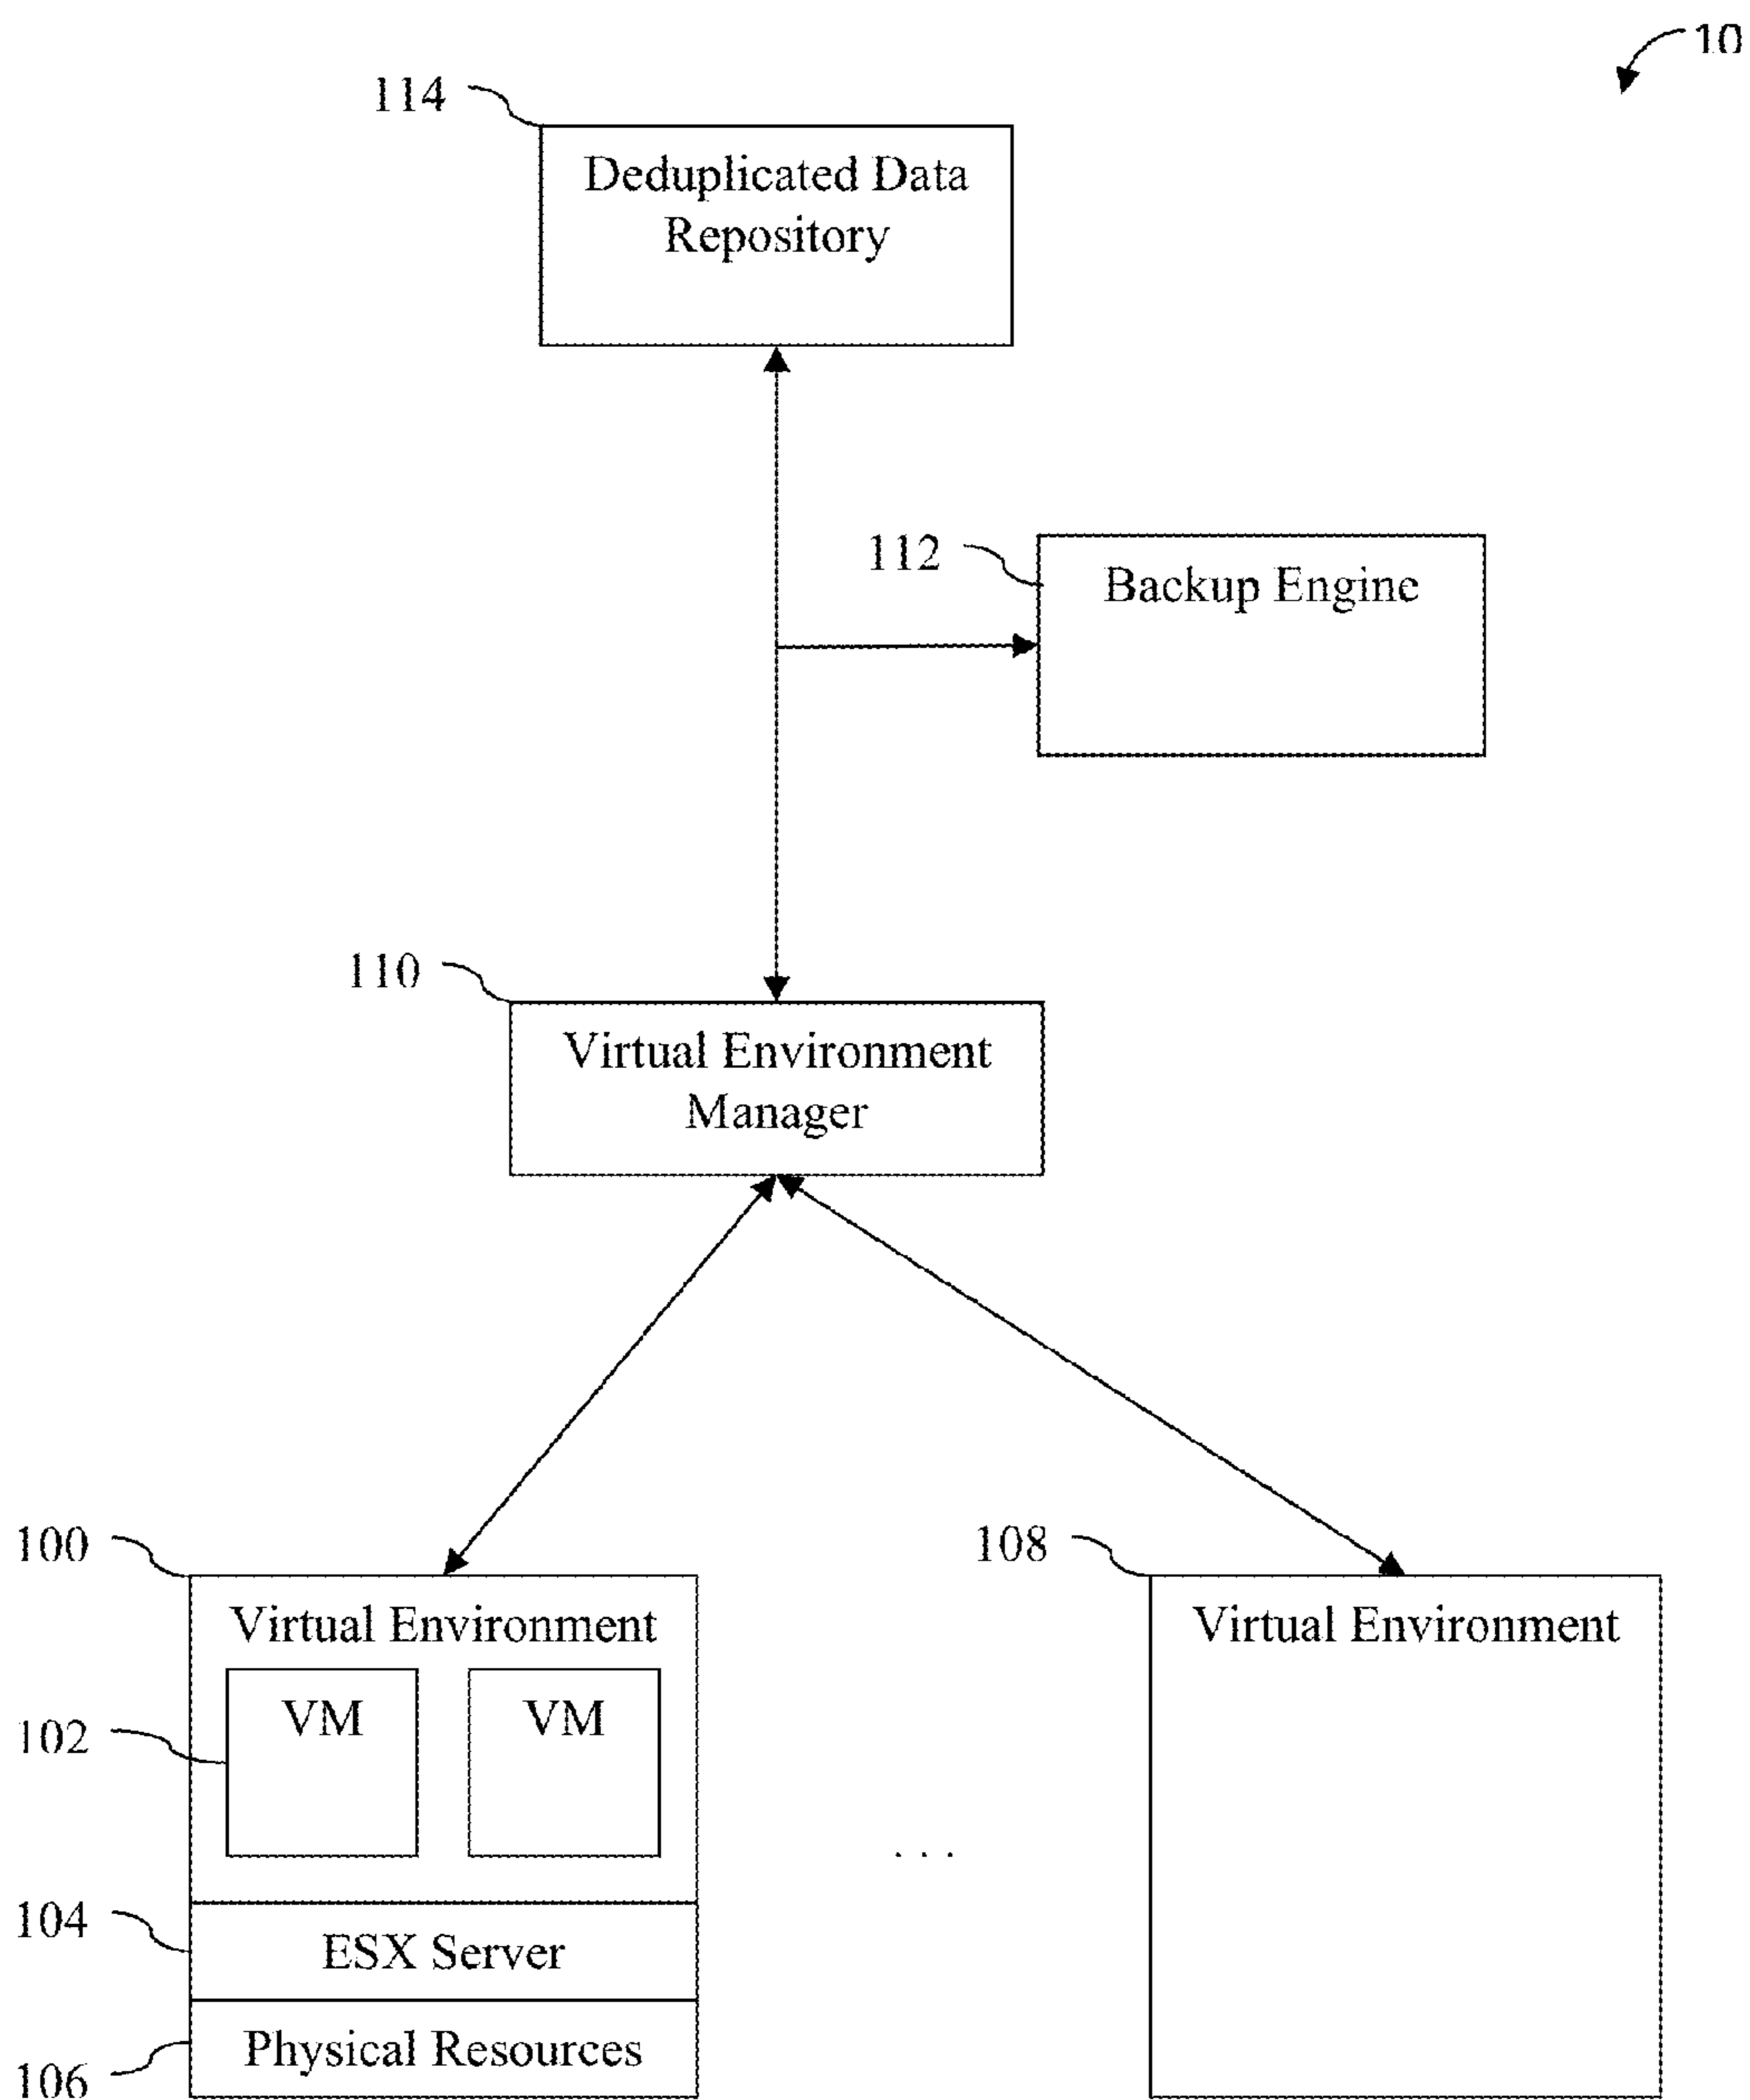 10
114
Deduplicated Data
Repository
112
Backup Engine
110
Virtual Environment
Manager
100
108
Virtual Environment
Virtual Environment
VM
VM
102
. . .
104
ESX Server
Physical Resources
106